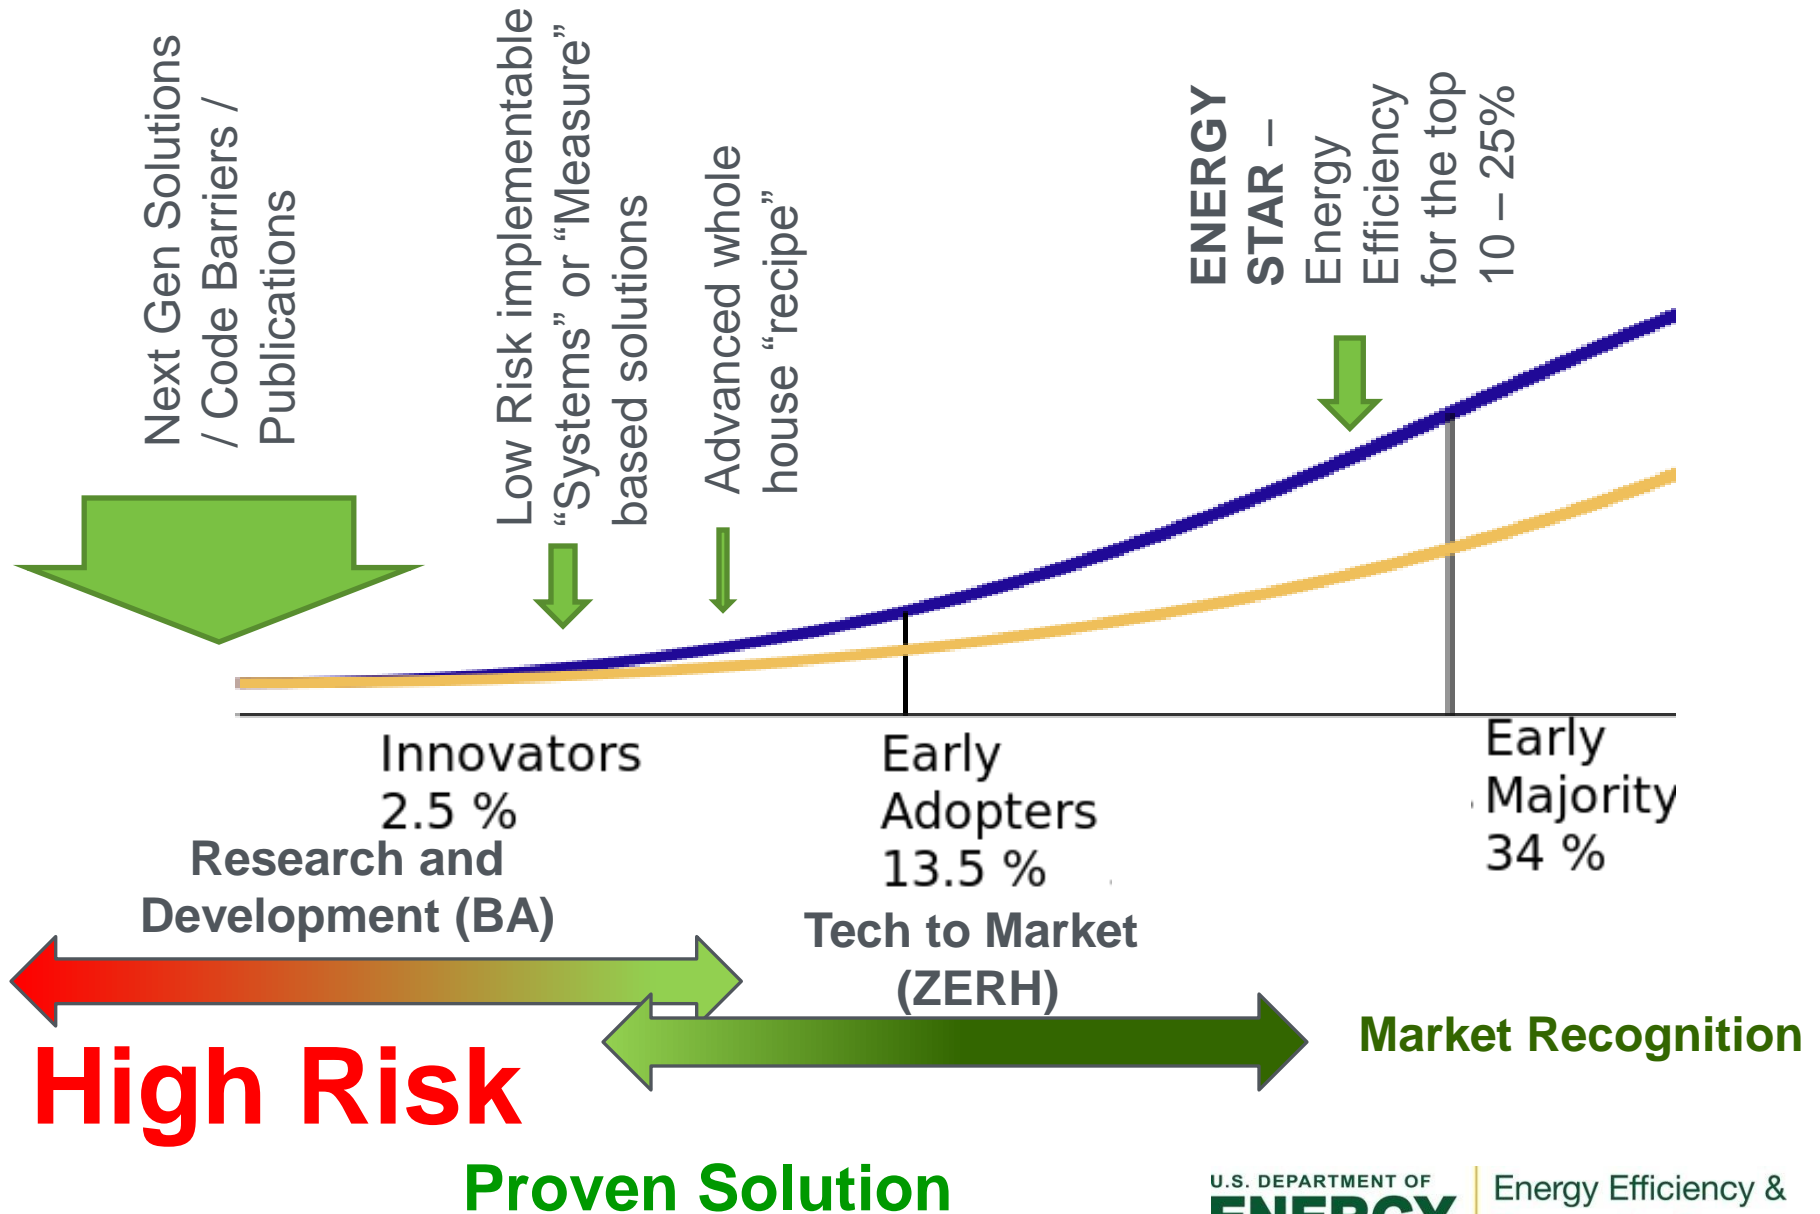 Next Gen Solutions
/ Code Barriers /
Publications
Low Risk implementable
“Systems” or “Measure”
based solutions
Advanced whole
house “recipe”
ENERGY
STAR –
Energy
Efficiency
for the top
10 – 25%
Innovators
2.5 %
Early
Adopters
13.5 %
Early
Majority
34 %
Research and
Development (BA)
Tech to Market
(ZERH)
Market Recognition
High Risk
Proven Solution
U.S. DEPARTMENT OF
ENERGY
Energy Efficiency &